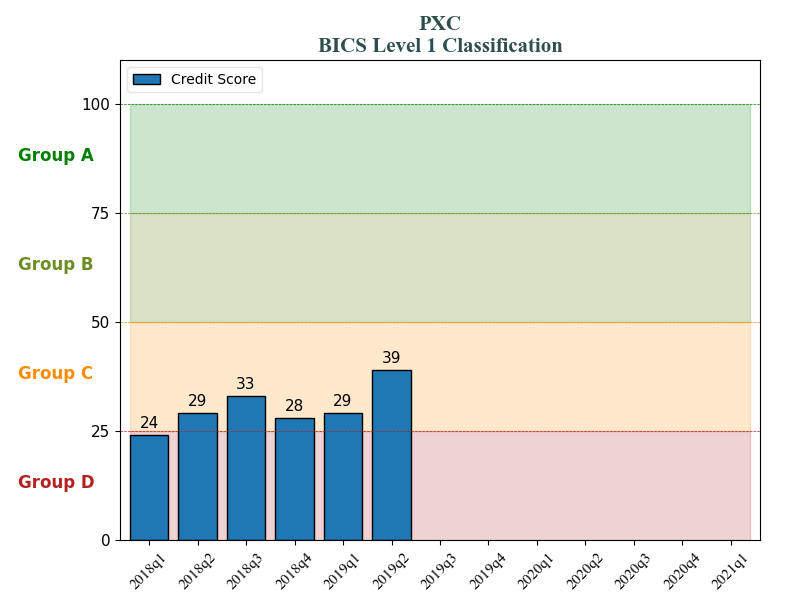 PXC
BICS Level 1 Classification
Credit Score
100
Group A
75
Group B
50
Group C
39
33
29
29
28
24
25
Group D
0
2018q1 2018q2 2018q3 2018q4 2019q1 2019q2 2019q3 2019q4 2020q1 2020q2 2020q3 2020q4 2021q1